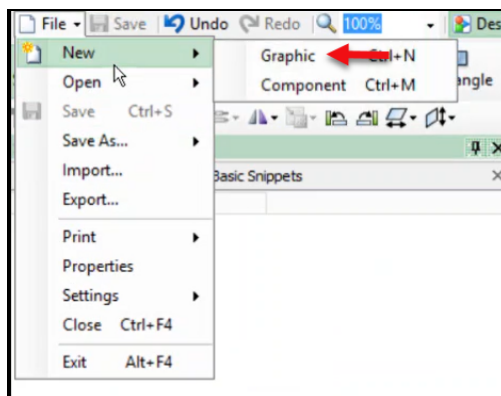 File Save Undo Redo 100% Des
New Graphic Ctrl+N
Open Component Ctrl+M angle
Save Ctrl+S
Save As...
Import...
Basic Snippets
Export...
Print
Properties
Settings
Close Ctrl+F4
Exit Alt+F4